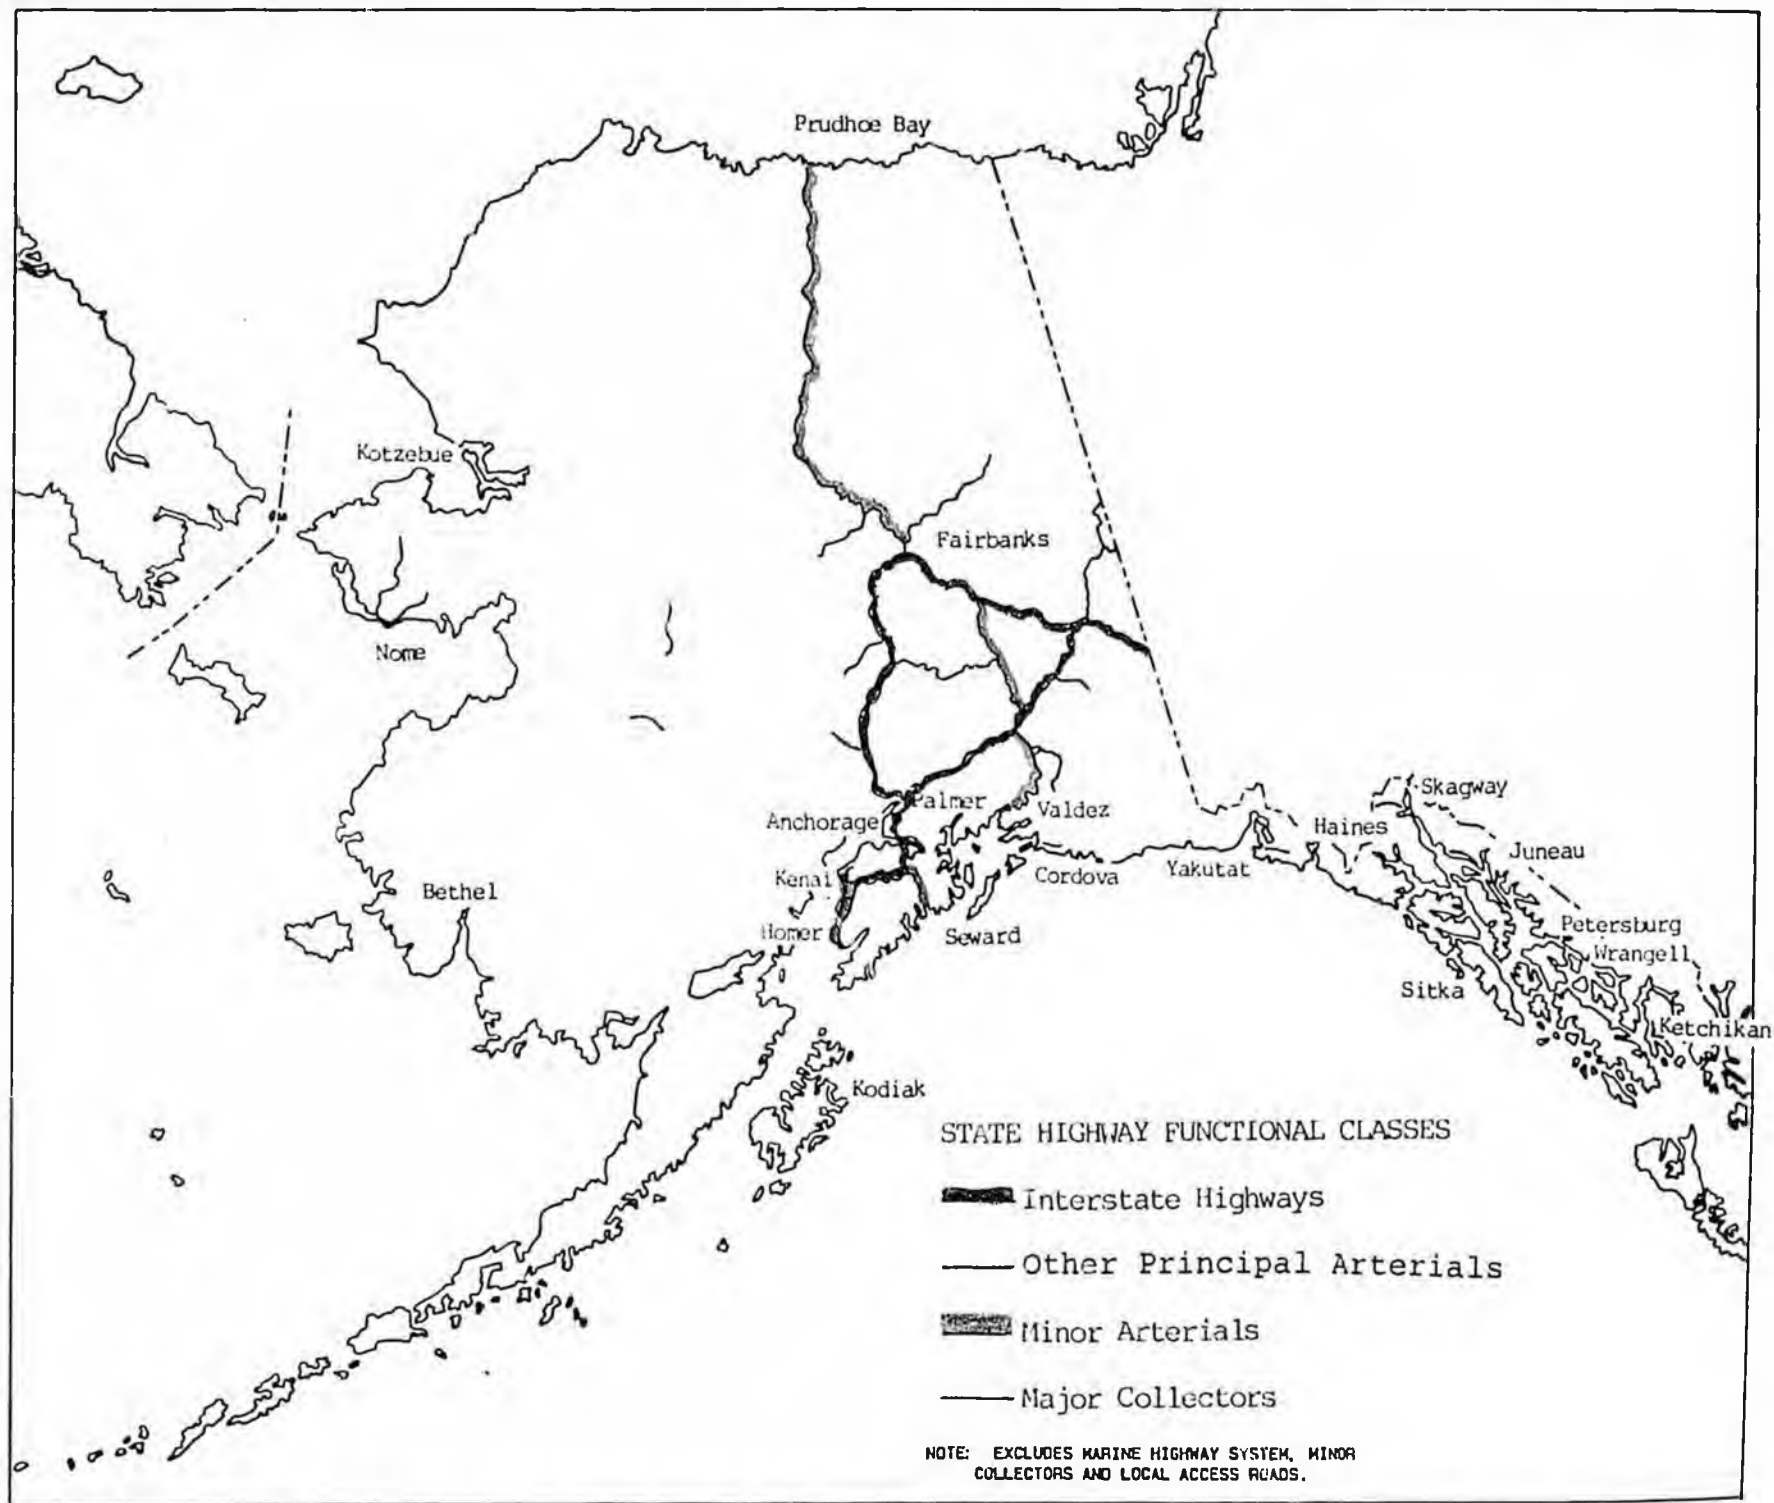 Prudhoe Bay
Kotzebue
Fairbanks
Nome
Skagway
Palmer
Anchorage
Valdez
Haines
Juneau
Kenai
Cordova
Yakutat
Bethel
Homer
Seward
Petersburg
Wrangell
Sitka
Ketchikan
Kodiak
STATE HIGHWAY FUNCTIONAL CLASSES
Interstate Highways
Other Principal Arterials
Minor Arterials
Major Collectors
NOTE: EXCLUDES MARINE HIGHWAY SYSTEM, MINOR
COLLECTORS AND LOCAL ACCESS ROADS.